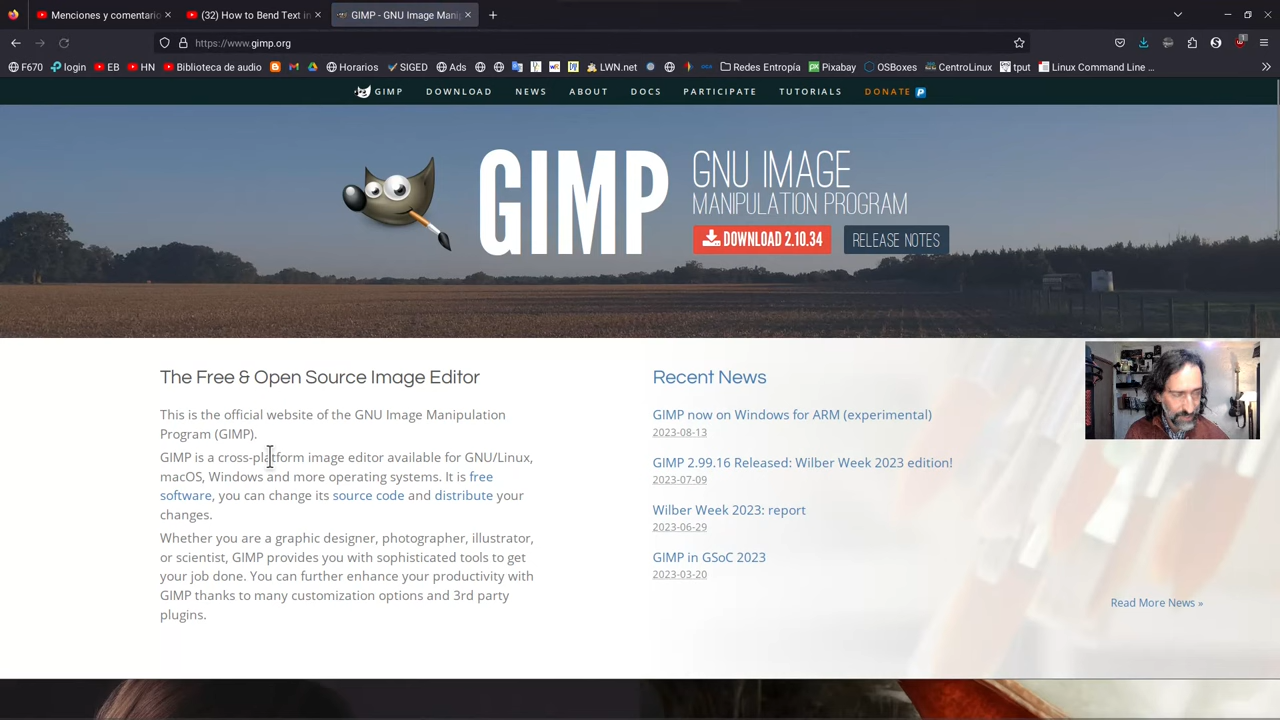 Menciones y comentario
(32) How to Bend Text in
GIMP - GNU Image Mani
https://www.gimp.org
F670
login
EB
HN
Biblioteca de audio
Horarios
SIGED
Ads
LWN.net
Redes Entropía
Pixabay
OSBoxes
CentroLinux
tput
Linux Command Line ...
GIMP
DOWNLOAD
NEWS
ABOUT
DOCS
PARTICIPATE
TUTORIALS
DONATE
GIMP
GNU IMAGE
MANIPULATION PROGRAM
DOWNLOAD 2.10.34
RELEASE NOTES
The Free & Open Source Image Editor
This is the official website of the GNU Image Manipulation
Program (GIMP).
GIMP is a cross-platform image editor available for GNU/Linux,
macOS, Windows and more operating systems. It is free
software, you can change its source code and distribute your
changes.
Whether you are a graphic designer, photographer, illustrator,
or scientist, GIMP provides you with sophisticated tools to get
your job done. You can further enhance your productivity with
GIMP thanks to many customization options and 3rd party
plugins.
Recent News
GIMP now on Windows for ARM (experimental)
2023-08-13
GIMP 2.99.16 Released: Wilber Week 2023 edition!
2023-07-09
Wilber Week 2023: report
2023-06-29
GIMP in GSoC 2023
2023-03-20
Read More News »